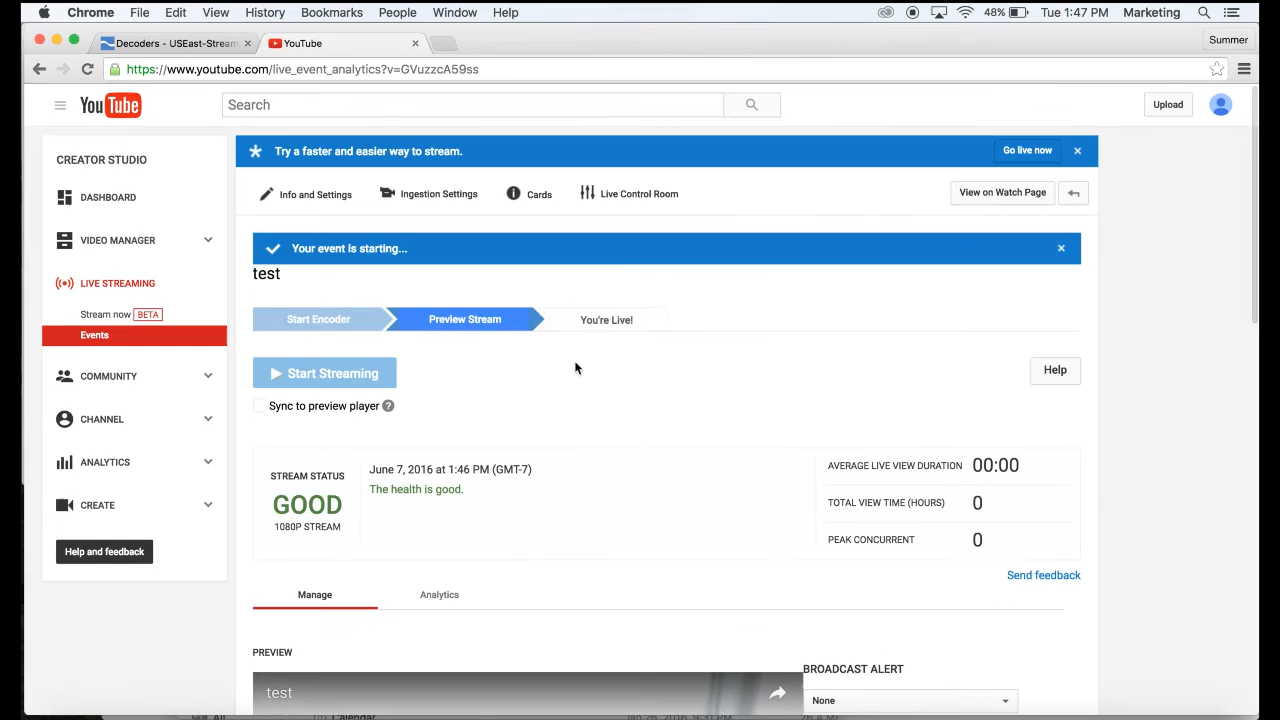 Chrome File Edit View History Bookmarks People Window Help 48% Tue 1:47 PM Marketing
Decoders - USEast-Stream YouTube Summer
https://www.youtube.com/live_event_analytics?v=GVuzzcA59ss
YouTube Search Upload
CREATOR STUDIO
DASHBOARD
VIDEO MANAGER
LIVE STREAMING
Stream now BETA
Events
COMMUNITY
CHANNEL
ANALYTICS
CREATE
Help and feedback
Try a faster and easier way to stream. Go live now
Info and Settings Ingestion Settings Cards Live Control Room View on Watch Page
Your event is starting...
test
Start Encoder Preview Stream You're Live!
Start Streaming Help
Sync to preview player ?
STREAM STATUS
GOOD
1080P STREAM
June 7, 2016 at 1:46 PM (GMT-7)
The health is good.
AVERAGE LIVE VIEW DURATION 00:00
TOTAL VIEW TIME (HOURS) 0
PEAK CONCURRENT 0
Send feedback
Manage Analytics
PREVIEW
test
BROADCAST ALERT
None